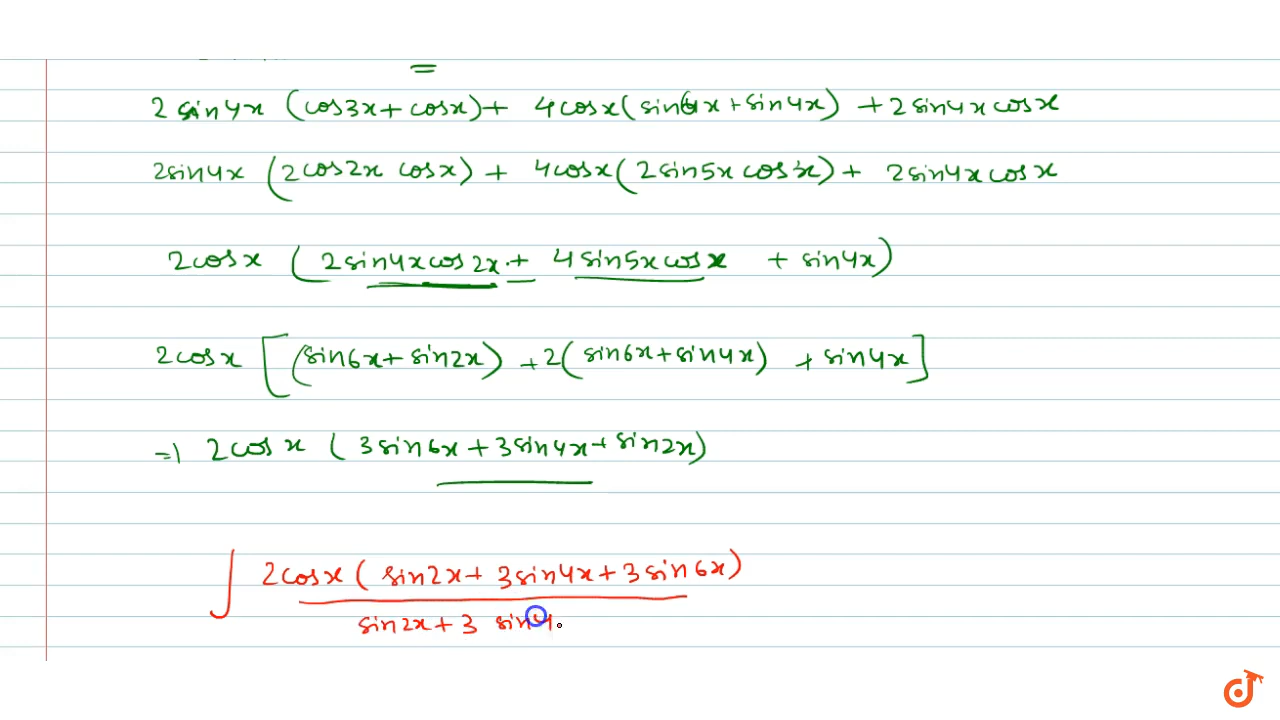 2 sin4x (cos3x + cosx) + 4cosx(sin6x + sin4x) + 2sin4x cosx
2sin4x (2cos2x cosx) + 4cosx(2sin5x cosx) + 2sin4x cosx
2cosx (2sin4x cos2x + 4sin5x cosx + sin4x)
2cosx [(sin6x + sin2x) + 2(sin6x + sin4x) + sin4x]
=) 2cosx (3sin6x + 3sin4x + sin2x)
∫ 2cosx (sin2x + 3sin4x + 3sin6x)
sin2x + 3 sin4